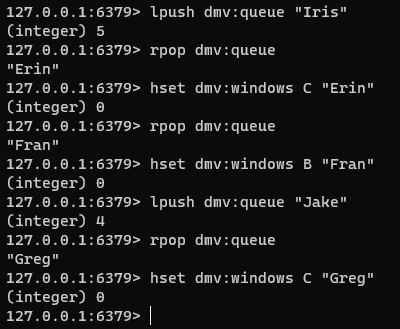 127.0.0.1:6379> lpush dmv:queue "Iris"
(integer) 5
127.0.0.1:6379> rpop dmv:queue
"Erin"
127.0.0.1:6379> hset dmv:windows C "Erin"
(integer) 0
127.0.0.1:6379> rpop dmv:queue
"Fran"
127.0.0.1:6379> hset dmv:windows B "Fran"
(integer) 0
127.0.0.1:6379> lpush dmv:queue "Jake"
(integer) 4
127.0.0.1:6379> rpop dmv:queue
"Greg"
127.0.0.1:6379> hset dmv:windows C "Greg"
(integer) 0
127.0.0.1:6379>